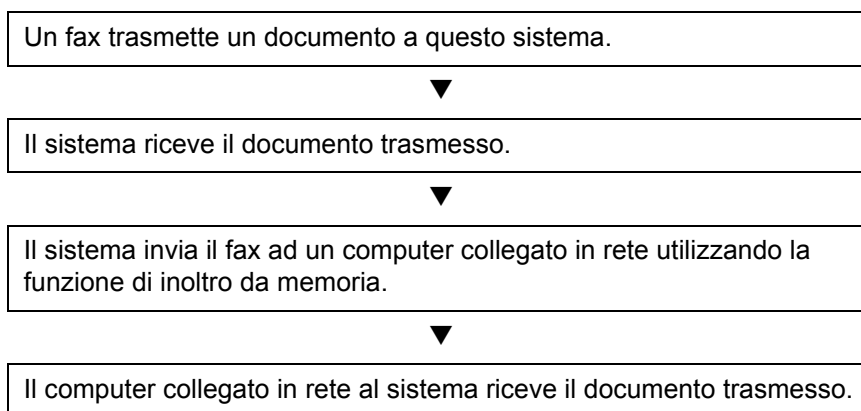 Un fax trasmette un documento a questo sistema.
Il sistema riceve il documento trasmesso.
Il sistema invia il fax ad un computer collegato in rete utilizzando la
funzione di inoltro da memoria.
Il computer collegato in rete al sistema riceve il documento trasmesso.